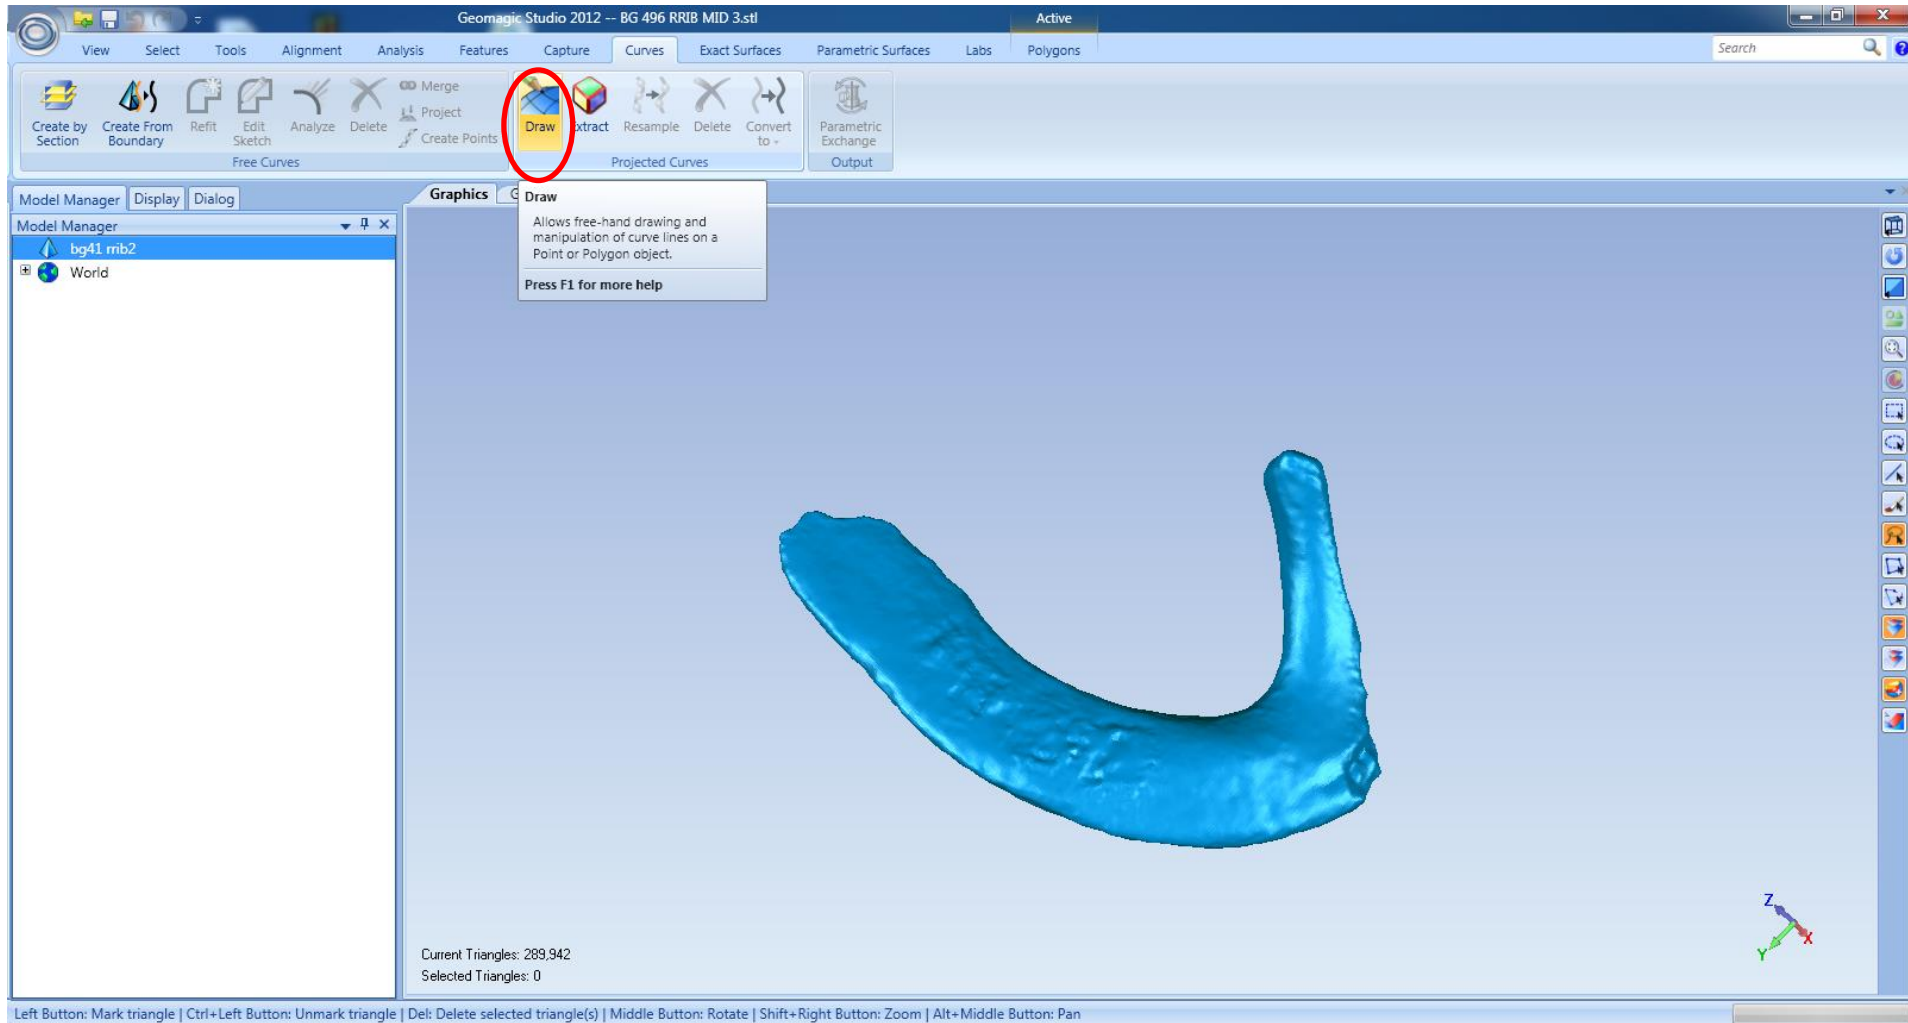 Geomagic Studio 2012 -- BG 496 RRIB MID 3.stl
Active
View Select Tools Alignment Analysis Features Capture Curves Exact Surfaces Parametric Surfaces Labs Polygons
Search
Create by Section
Create From Boundary
Refit
Edit Sketch
Analyze
Delete
Merge
Project
Create Points
Free Curves
Draw
Extract
Resample
Delete
Convert to
Projected Curves
Parametric Exchange
Output
Model Manager Display Dialog
Graphics
Model Manager
bg41 rrib2
World
Draw
Allows free-hand drawing and
manipulation of curve lines on a
Point or Polygon object.
Press F1 for more help
Z
X
Y
Current Triangles: 289,942
Selected Triangles: 0
Left Button: Mark triangle | Ctrl+Left Button: Unmark triangle | Del: Delete selected triangle(s) | Middle Button: Rotate | Shift+Right Button: Zoom | Alt+Middle Button: Pan